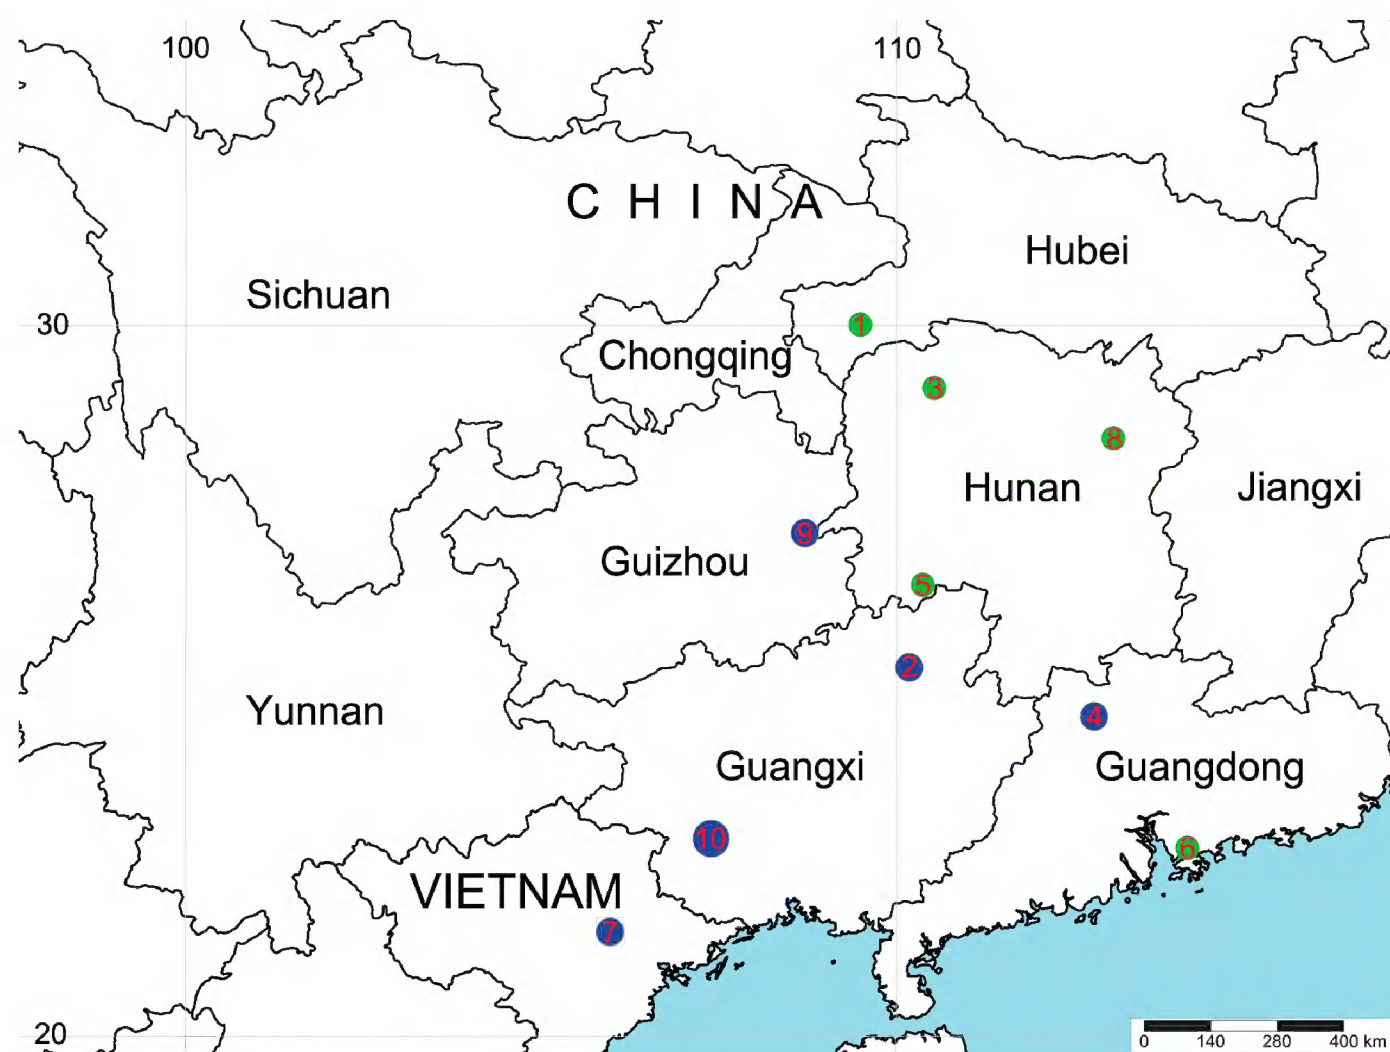 100
110
C H I N A
Hubei
Sichuan
30
1
Chongqing
3
8
Hunan
Jiangxi
9
Guizhou
5
2
Yunnan
4
Guangxi
Guangdong
10
6
VIETNAM
7
20
0 140 280 400 km